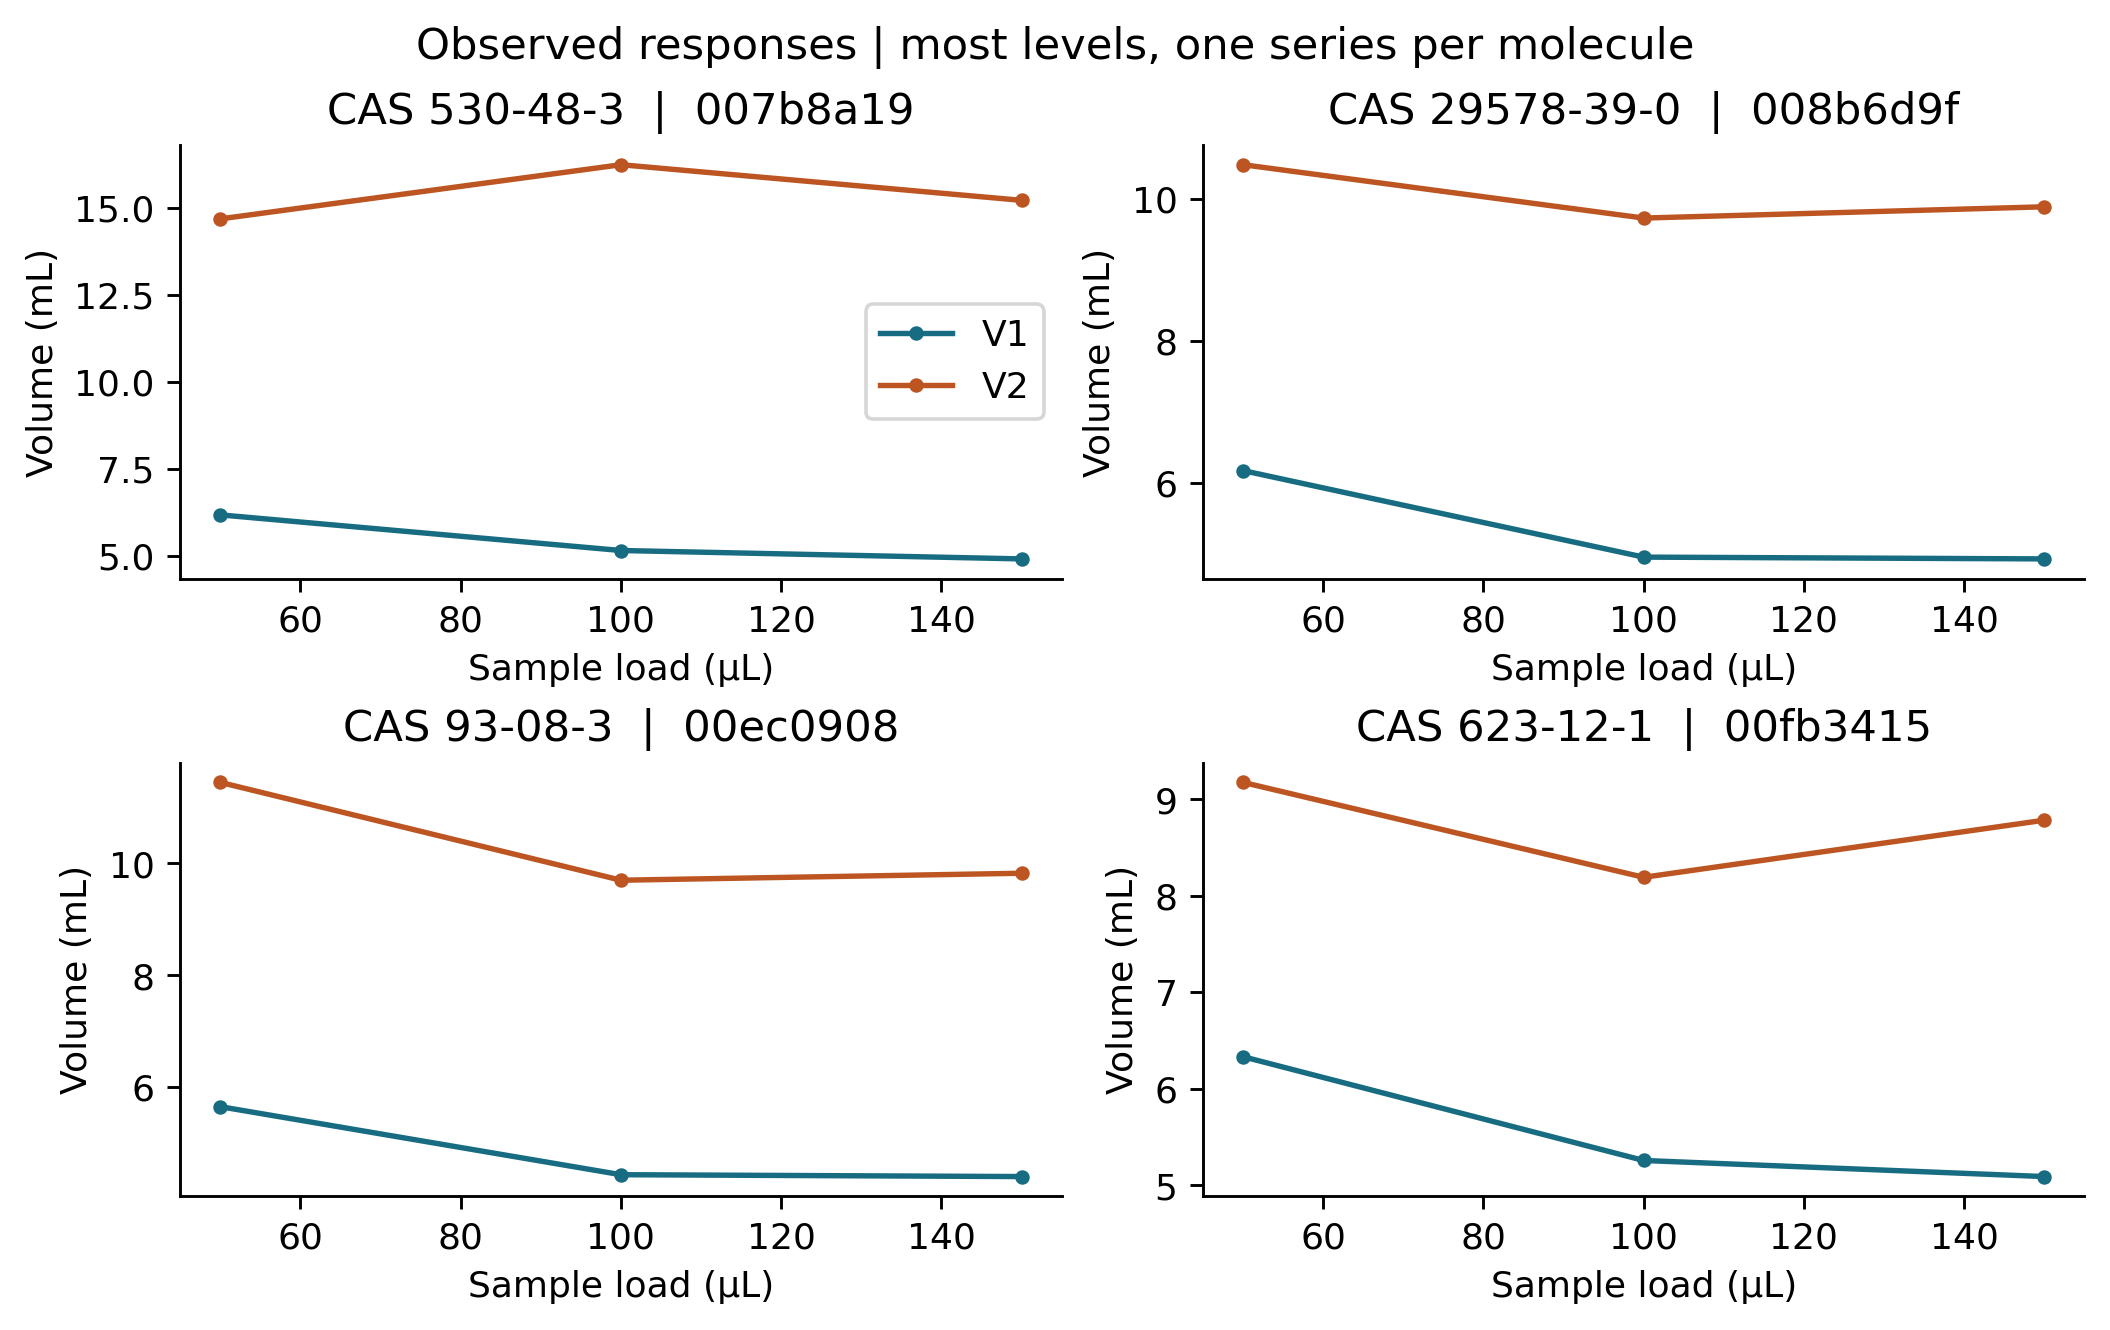 Observed responses | most levels, one series per molecule
CAS 530-48-3 | 007b8a19
15.0
12.5
10.0
7.5
5.0
Volume (mL)
V1
V2
60 80 100 120 140
Sample load (µL)
CAS 29578-39-0 | 008b6d9f
10
8
6
Volume (mL)
60 80 100 120 140
Sample load (µL)
CAS 93-08-3 | 00ec0908
10
8
6
Volume (mL)
60 80 100 120 140
Sample load (µL)
CAS 623-12-1 | 00fb3415
9
8
7
6
5
Volume (mL)
60 80 100 120 140
Sample load (µL)